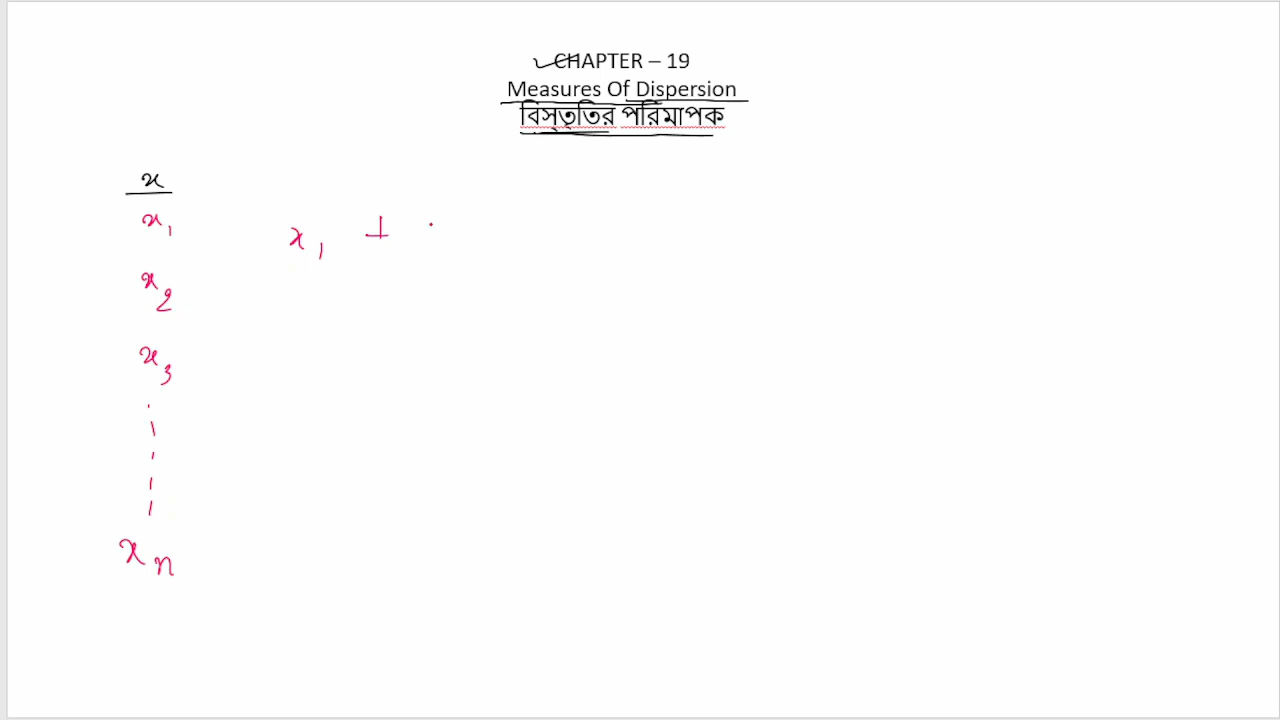 CHAPTER – 19
Measures Of Dispersion
বিস্তৃতির পরিমাপক
x
x₁
x₁ +
x₂
x₃
xₙ